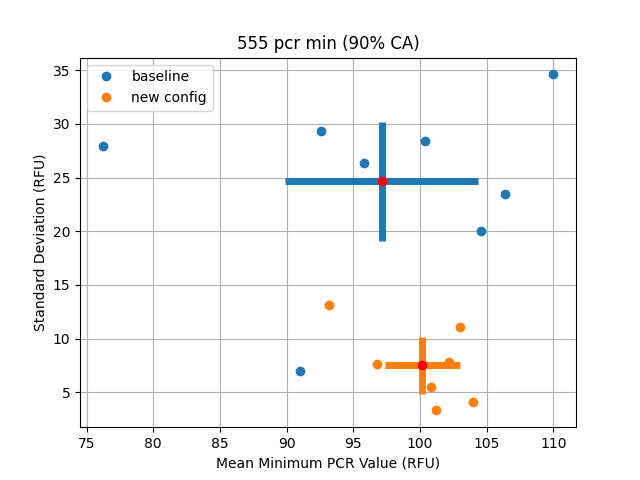 555 pcr min (90% CA)
baseline
new config
35
30
25
20
15
10
5
Standard Deviation (RFU)
75 80 85 90 95 100 105 110
Mean Minimum PCR Value (RFU)